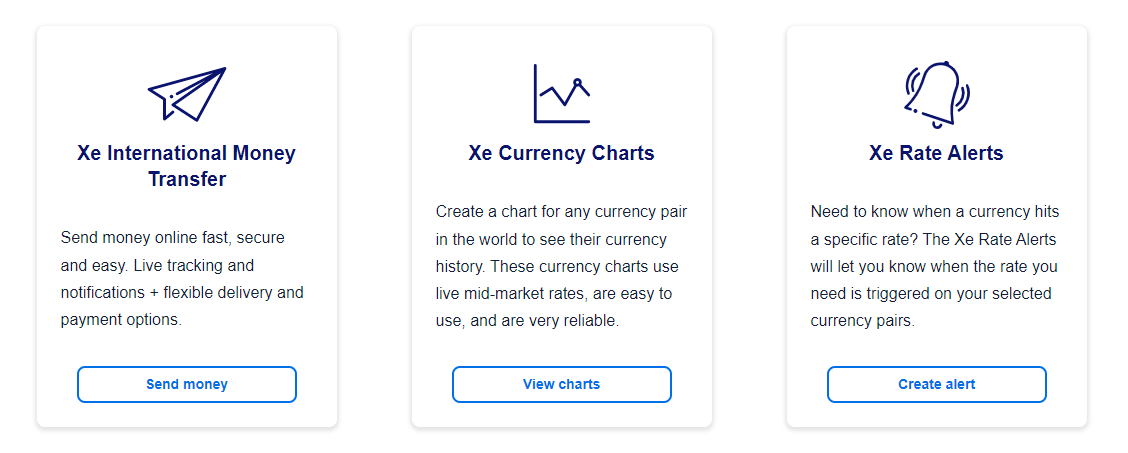 Xe International Money
Transfer
Send money online fast, secure
and easy. Live tracking and
notifications + flexible delivery and
payment options.
Send money
Xe Currency Charts
Create a chart for any currency pair
in the world to see their currency
history. These currency charts use
live mid-market rates, are easy to
use, and are very reliable.
View charts
Xe Rate Alerts
Need to know when a currency hits
a specific rate? The Xe Rate Alerts
will let you know when the rate you
need is triggered on your selected
currency pairs.
Create alert